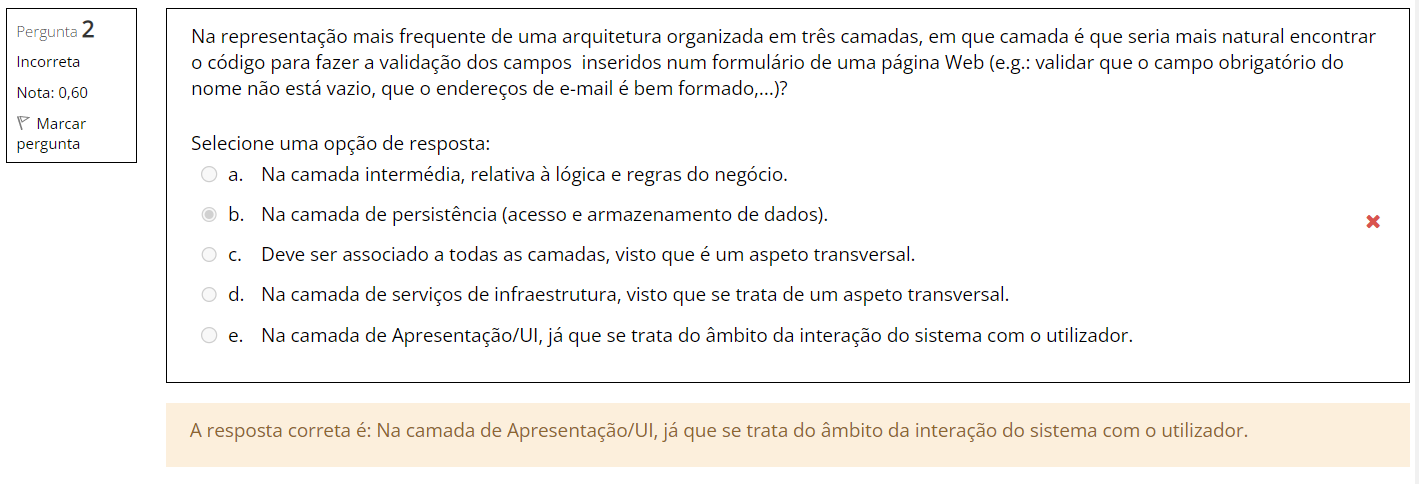 Pergunta 2
Incorreta
Nota: 0,60
Marcar
pergunta
Na representação mais frequente de uma arquitetura organizada em três camadas, em que camada é que seria mais natural encontrar
o código para fazer a validação dos campos  inseridos num formulário de uma página Web (e.g.: validar que o campo obrigatório do
nome não está vazio, que o endereços de e-mail é bem formado,...)?
Selecione uma opção de resposta:
a. Na camada intermédia, relativa à lógica e regras do negócio.
b. Na camada de persistência (acesso e armazenamento de dados).
c. Deve ser associado a todas as camadas, visto que é um aspeto transversal.
d. Na camada de serviços de infraestrutura, visto que se trata de um aspeto transversal.
e. Na camada de Apresentação/UI, já que se trata do âmbito da interação do sistema com o utilizador.
A resposta correta é: Na camada de Apresentação/UI, já que se trata do âmbito da interação do sistema com o utilizador.